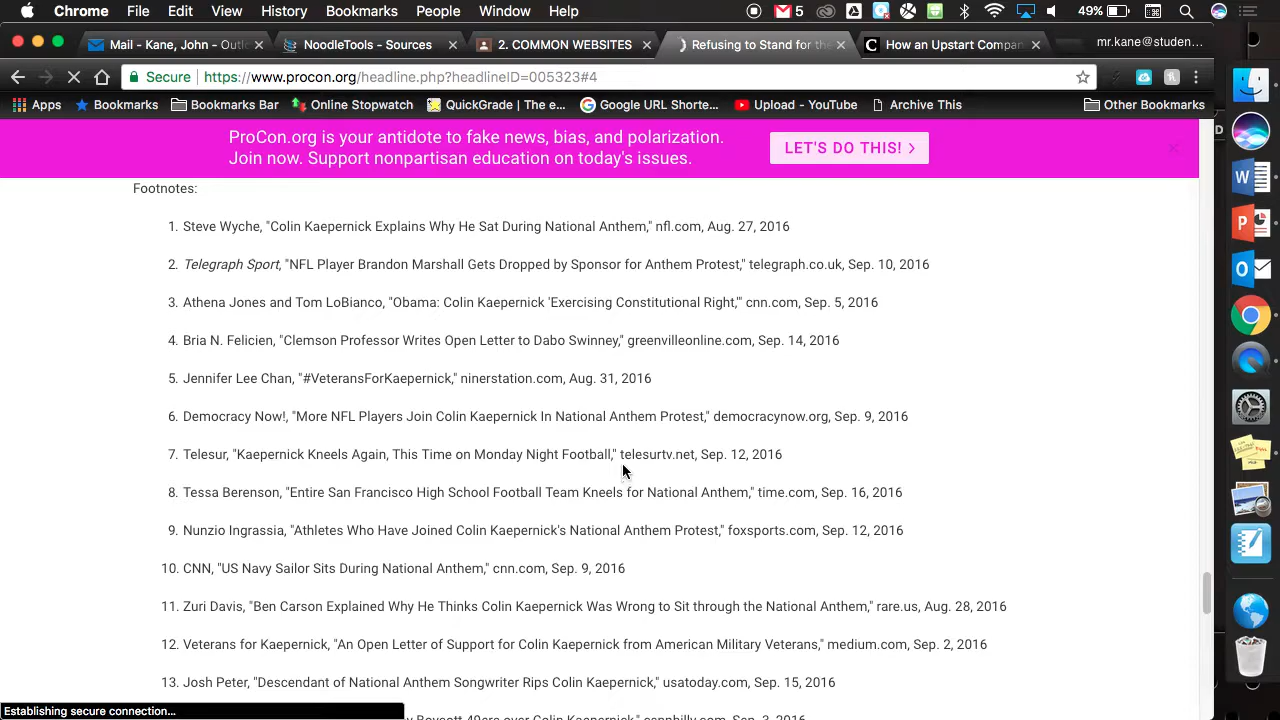 Chrome File Edit View History Bookmarks People Window Help 5 49%
Mail - Kane, John - Outlo NoodleTools - Sources 2. COMMON WEBSITES Refusing to Stand for the How an Upstart Compan mr.kane@studen...
Secure https://www.procon.org/headline.php?headlineID=005323#4
Apps Bookmarks Bookmarks Bar Online Stopwatch QuickGrade | The e... Google URL Shorte... Upload - YouTube Archive This Other Bookmarks
ProCon.org is your antidote to fake news, bias, and polarization.
Join now. Support nonpartisan education on today's issues.
LET'S DO THIS! >
Footnotes:
1. Steve Wyche, "Colin Kaepernick Explains Why He Sat During National Anthem," nfl.com, Aug. 27, 2016
2. Telegraph Sport, "NFL Player Brandon Marshall Gets Dropped by Sponsor for Anthem Protest," telegraph.co.uk, Sep. 10, 2016
3. Athena Jones and Tom LoBianco, "Obama: Colin Kaepernick 'Exercising Constitutional Right,'" cnn.com, Sep. 5, 2016
4. Bria N. Felicien, "Clemson Professor Writes Open Letter to Dabo Swinney," greenvilleonline.com, Sep. 14, 2016
5. Jennifer Lee Chan, "#VeteransForKaepernick," ninerstation.com, Aug. 31, 2016
6. Democracy Now!, "More NFL Players Join Colin Kaepernick In National Anthem Protest," democracynow.org, Sep. 9, 2016
7. Telesur, "Kaepernick Kneels Again, This Time on Monday Night Football," telesurtv.net, Sep. 12, 2016
8. Tessa Berenson, "Entire San Francisco High School Football Team Kneels for National Anthem," time.com, Sep. 16, 2016
9. Nunzio Ingrassia, "Athletes Who Have Joined Colin Kaepernick's National Anthem Protest," foxsports.com, Sep. 12, 2016
10. CNN, "US Navy Sailor Sits During National Anthem," cnn.com, Sep. 9, 2016
11. Zuri Davis, "Ben Carson Explained Why He Thinks Colin Kaepernick Was Wrong to Sit through the National Anthem," rare.us, Aug. 28, 2016
12. Veterans for Kaepernick, "An Open Letter of Support for Colin Kaepernick from American Military Veterans," medium.com, Sep. 2, 2016
13. Josh Peter, "Descendant of National Anthem Songwriter Rips Colin Kaepernick," usatoday.com, Sep. 15, 2016
Boycott 49ers over Colin Kaepernick," Sep. 3, 2016
Establishing secure connection...